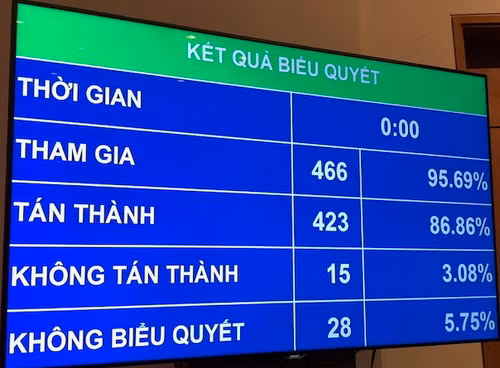 KẾT QUẢ BIỂU QUYẾT
THỜI GIAN 0:00
THAM GIA 466 95.69%
TÁN THÀNH 423 86.86%
KHÔNG TÁN THÀNH 15 3.08%
KHÔNG BIỂU QUYẾT 28 5.75%